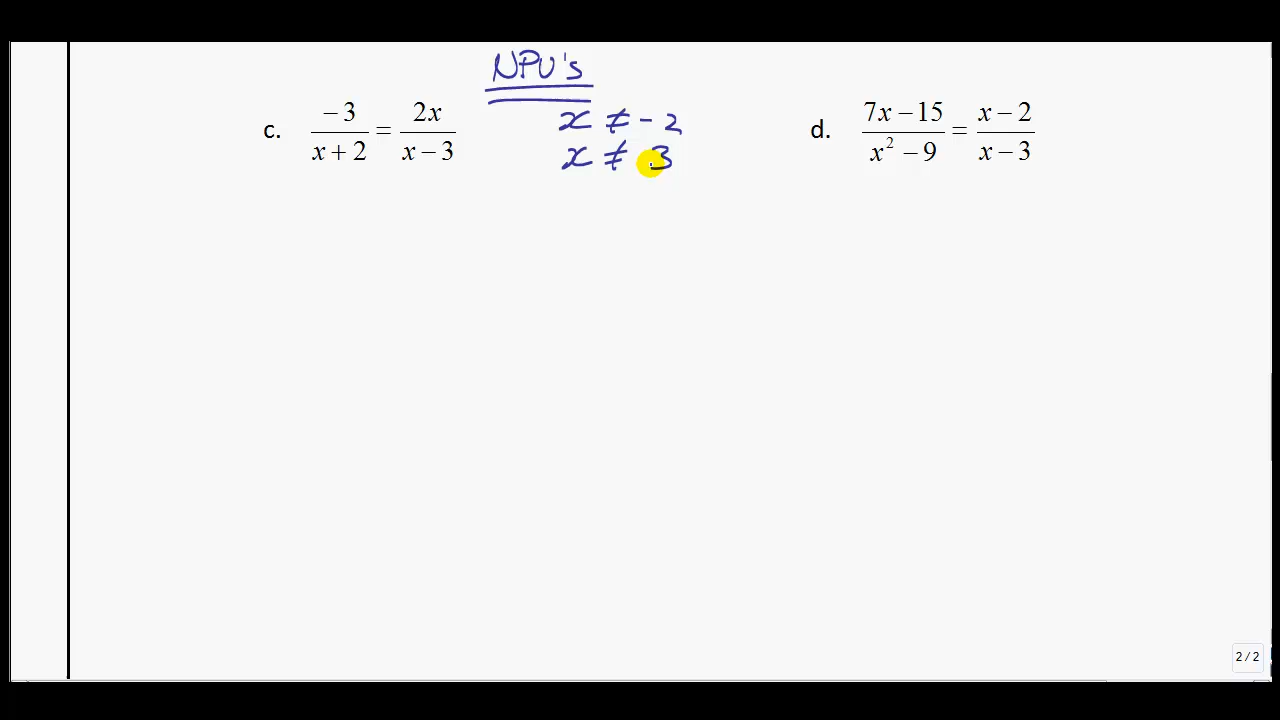 NPV's
c. -3/(x + 2) = 2x/(x - 3)
x ≠ -2
x ≠ 3
d. (7x - 15)/(x² - 9) = (x - 2)/(x - 3)
2 / 2